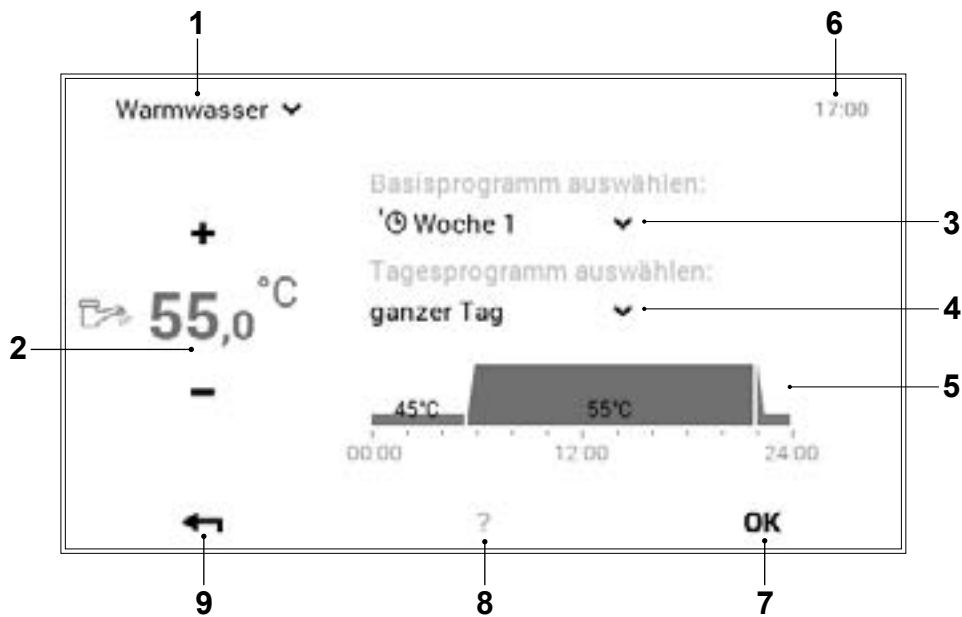 1 6
Warmwasser 17:00
Basisprogramm auswählen:
Woche 1 3
+
Tagesprogramm auswählen:
55,0 °C ganzer Tag 4
2
− 45°C 55°C 5
00:00 12:00 24:00
? OK
9 8 7